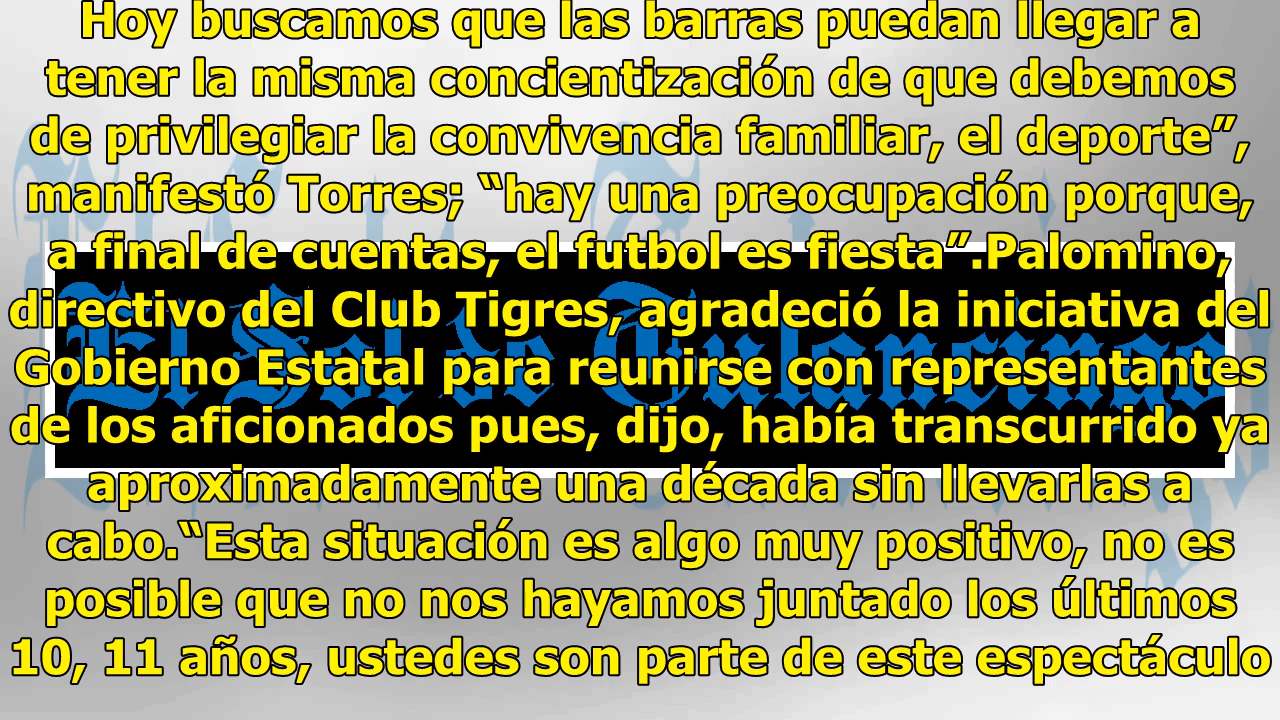 Hoy buscamos que las barras puedan llegar a
tener la misma concientización de que debemos
de privilegiar la convivencia familiar, el deporte”,
manifestó Torres; “hay una preocupación porque,
a final de cuentas, el futbol es fiesta”.Palomino,
directivo del Club Tigres, agradeció la iniciativa del
Gobierno Estatal para reunirse con representantes
de los aficionados pues, dijo, había transcurrido ya
aproximadamente una década sin llevarlas a
cabo.“Esta situación es algo muy positivo, no es
posible que no nos hayamos juntado los últimos
10, 11 años, ustedes son parte de este espectáculo
El Sol de Tulancingo